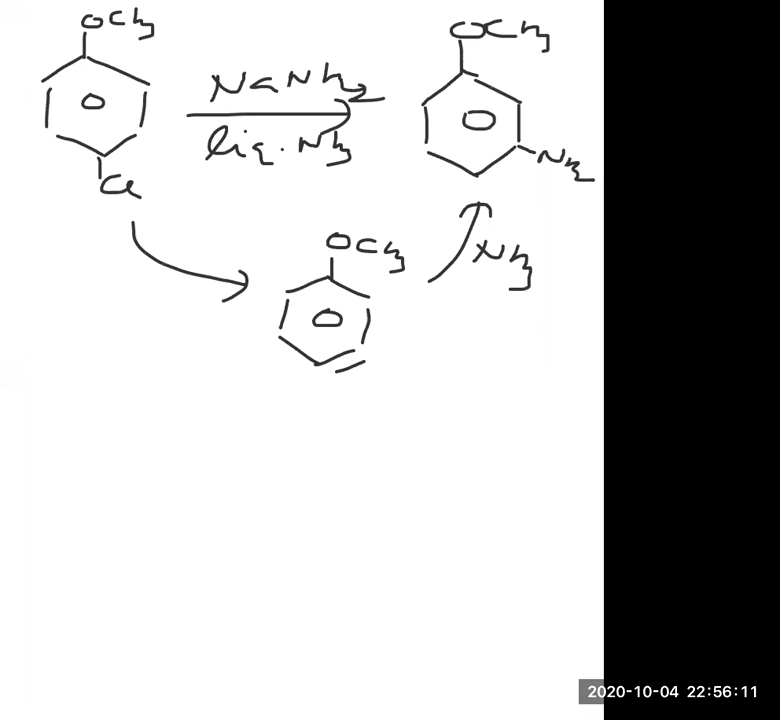 OCH3
OCH3
NaNH2
liq. NH3
Cl
NH2
OCH3
NH3
2020-10-04 22:56:11